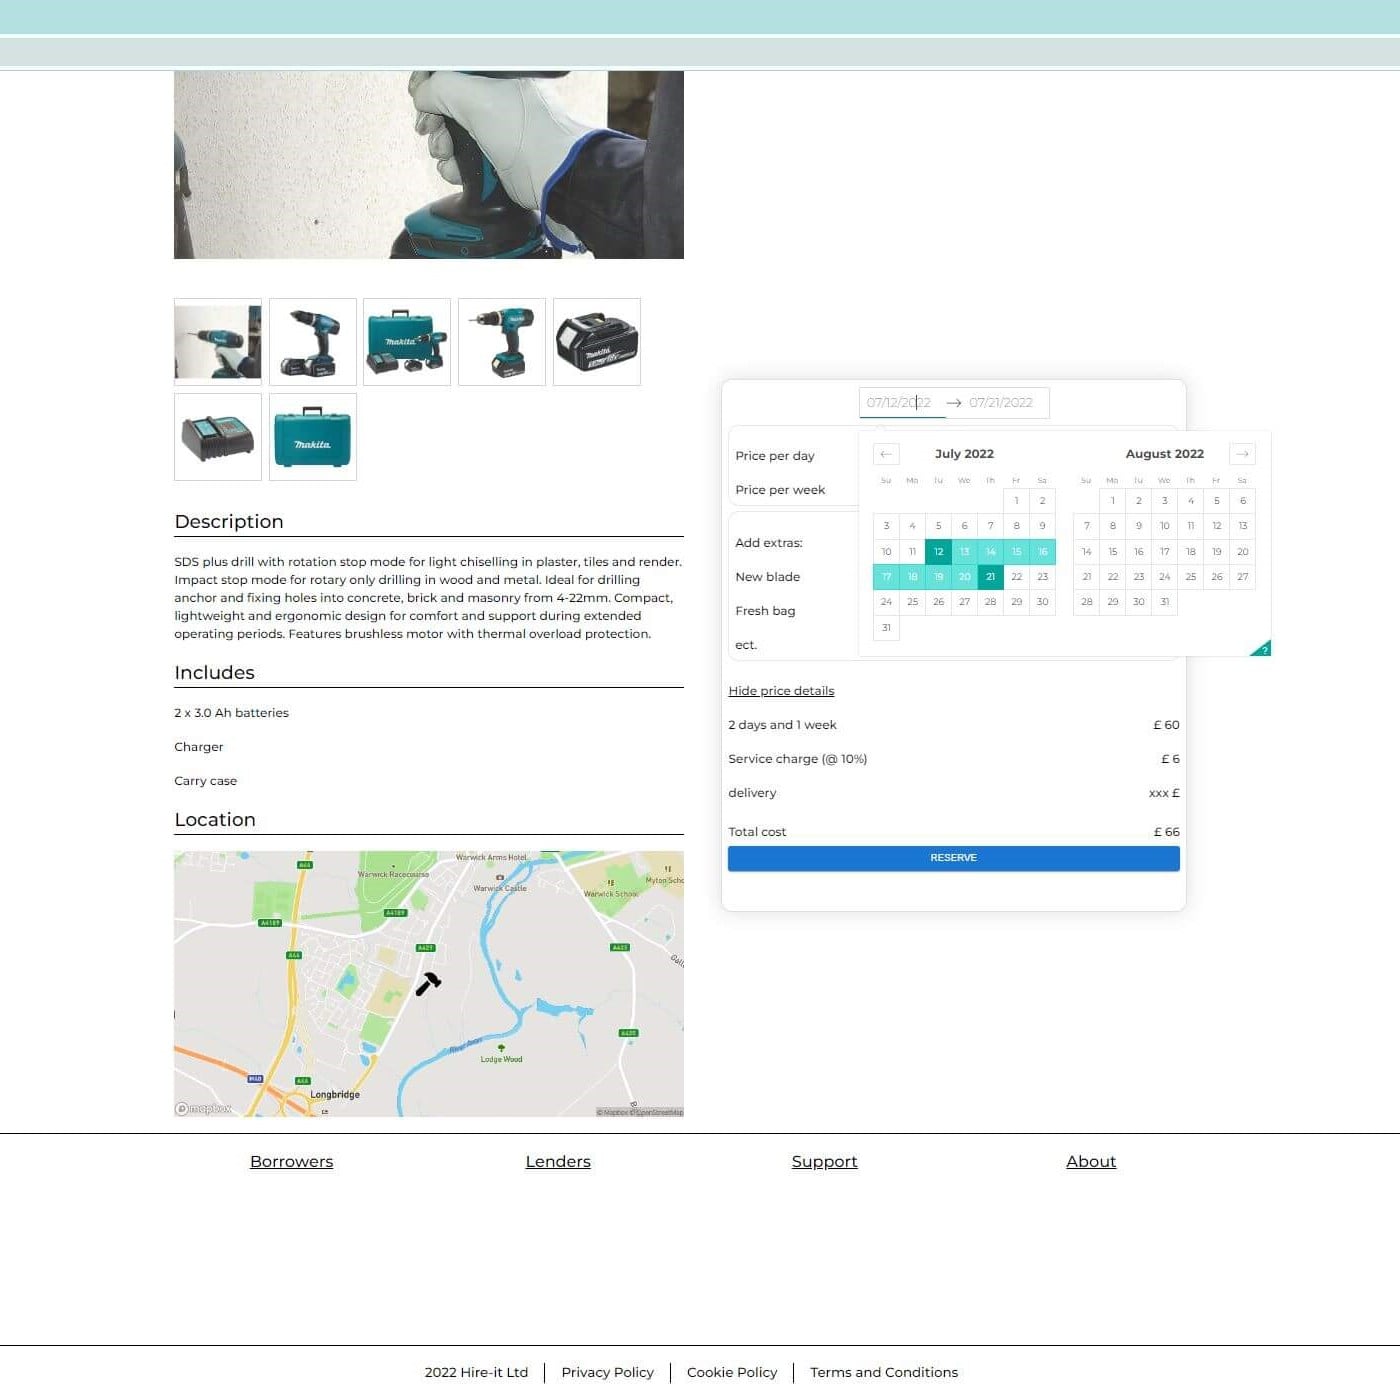 Makita
Makita
Makita
07/12/2022 → 07/21/2022
Price per day
Price per week
Add extras:
New blade
Fresh bag
ect.
← July 2022
Su Mo Tu We Th Fr Sa
1 2
3 4 5 6 7 8 9
10 11 12 13 14 15 16
17 18 19 20 21 22 23
24 25 26 27 28 29 30
31
August 2022 →
Su Mo Tu We Th Fr Sa
1 2 3 4 5 6
7 8 9 10 11 12 13
14 15 16 17 18 19 20
21 22 23 24 25 26 27
28 29 30 31
?
Hide price details
2 days and 1 week £ 60
Service charge (@ 10%) £ 6
delivery xxx £
Total cost £ 66
RESERVE
Description
SDS plus drill with rotation stop mode for light chiselling in plaster, tiles and render.
Impact stop mode for rotary only drilling in wood and metal. Ideal for drilling
anchor and fixing holes into concrete, brick and masonry from 4-22mm. Compact,
lightweight and ergonomic design for comfort and support during extended
operating periods. Features brushless motor with thermal overload protection.
Includes
2 x 3.0 Ah batteries
Charger
Carry case
Location
A46
Warwick Arms Hotel
Warwick Racecourse
Warwick Castle
Warwick School
Myton Scho
A4189
A4189
A429
A46
A425
Lodge Wood
M40
A46
Longbridge
mapbox
© Mapbox © OpenStreetMap
Borrowers
Lenders
Support
About
2022 Hire-it Ltd
Privacy Policy
Cookie Policy
Terms and Conditions